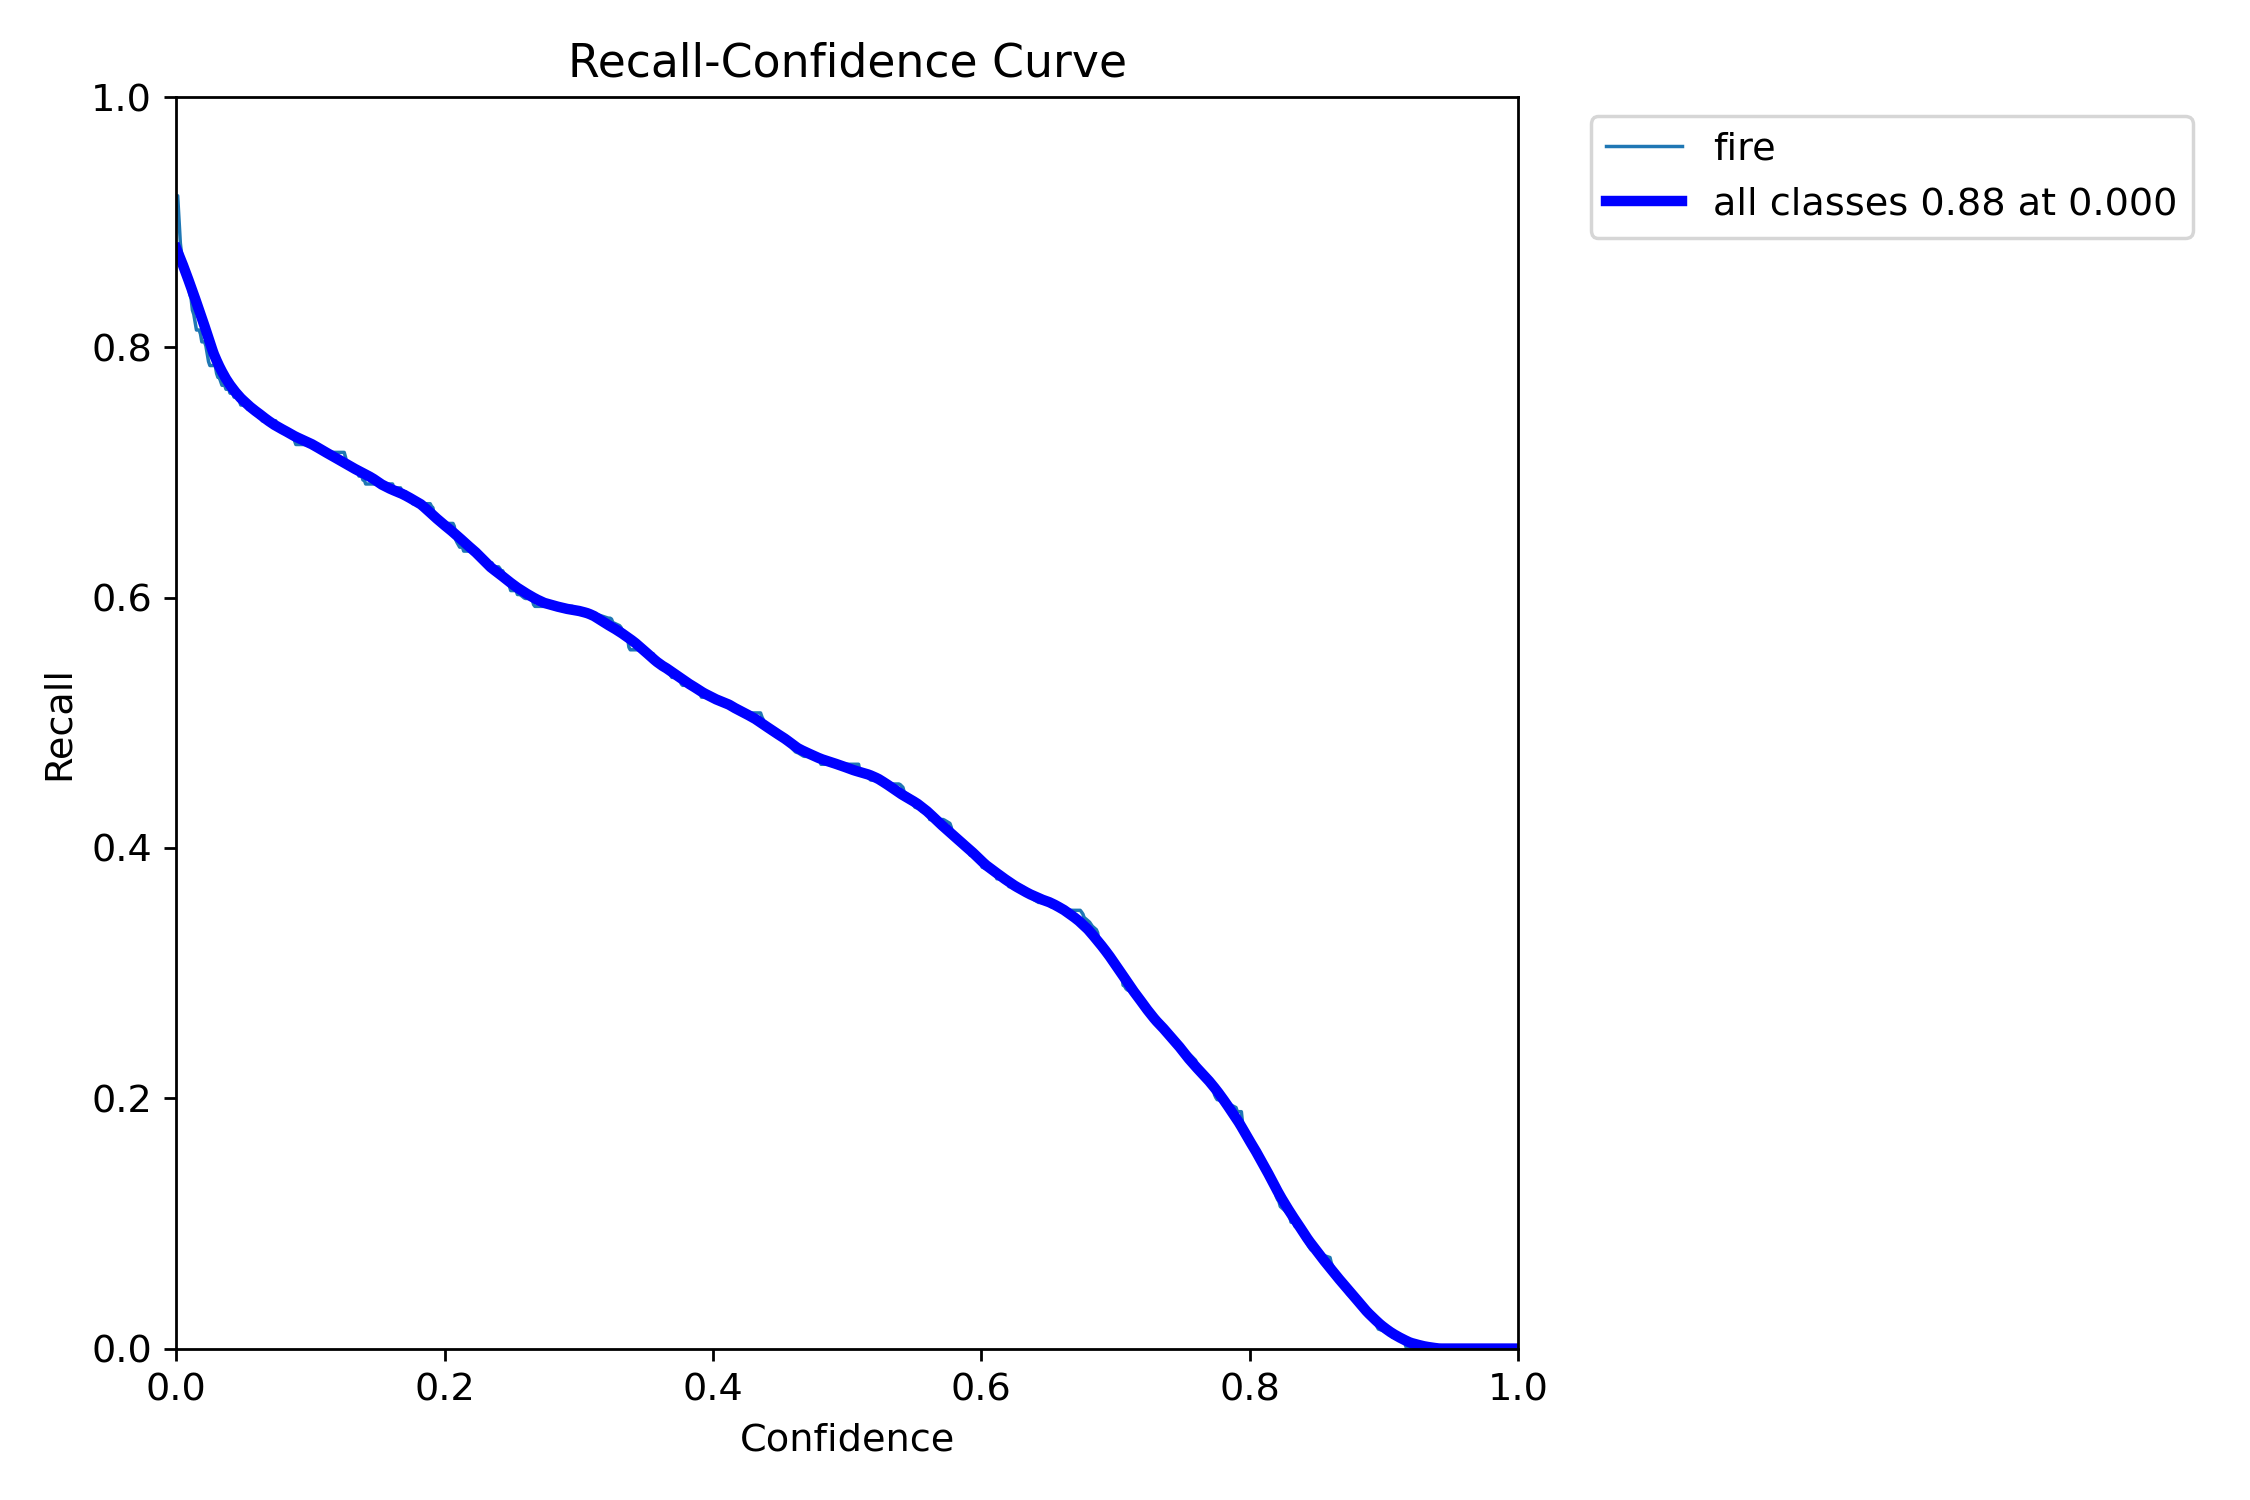 Recall-Confidence Curve
1.0
0.8
0.6
0.4
0.2
0.0
Recall
0.0 0.2 0.4 0.6 0.8 1.0
Confidence
fire
all classes 0.88 at 0.000